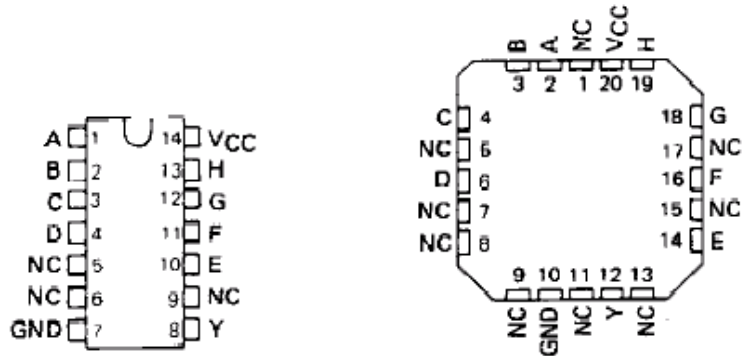 A 1 14 VCC
B 2 13 H
C 3 12 G
D 4 11 F
NC 5 10 E
NC 6 9 NC
GND 7 8 Y
B A NC VCC H
3 2 1 20 19
C 4 18 G
NC 5 17 NC
D 6 16 F
NC 7 15 NC
NC 8 14 E
9 10 11 12 13
NC GND NC Y NC